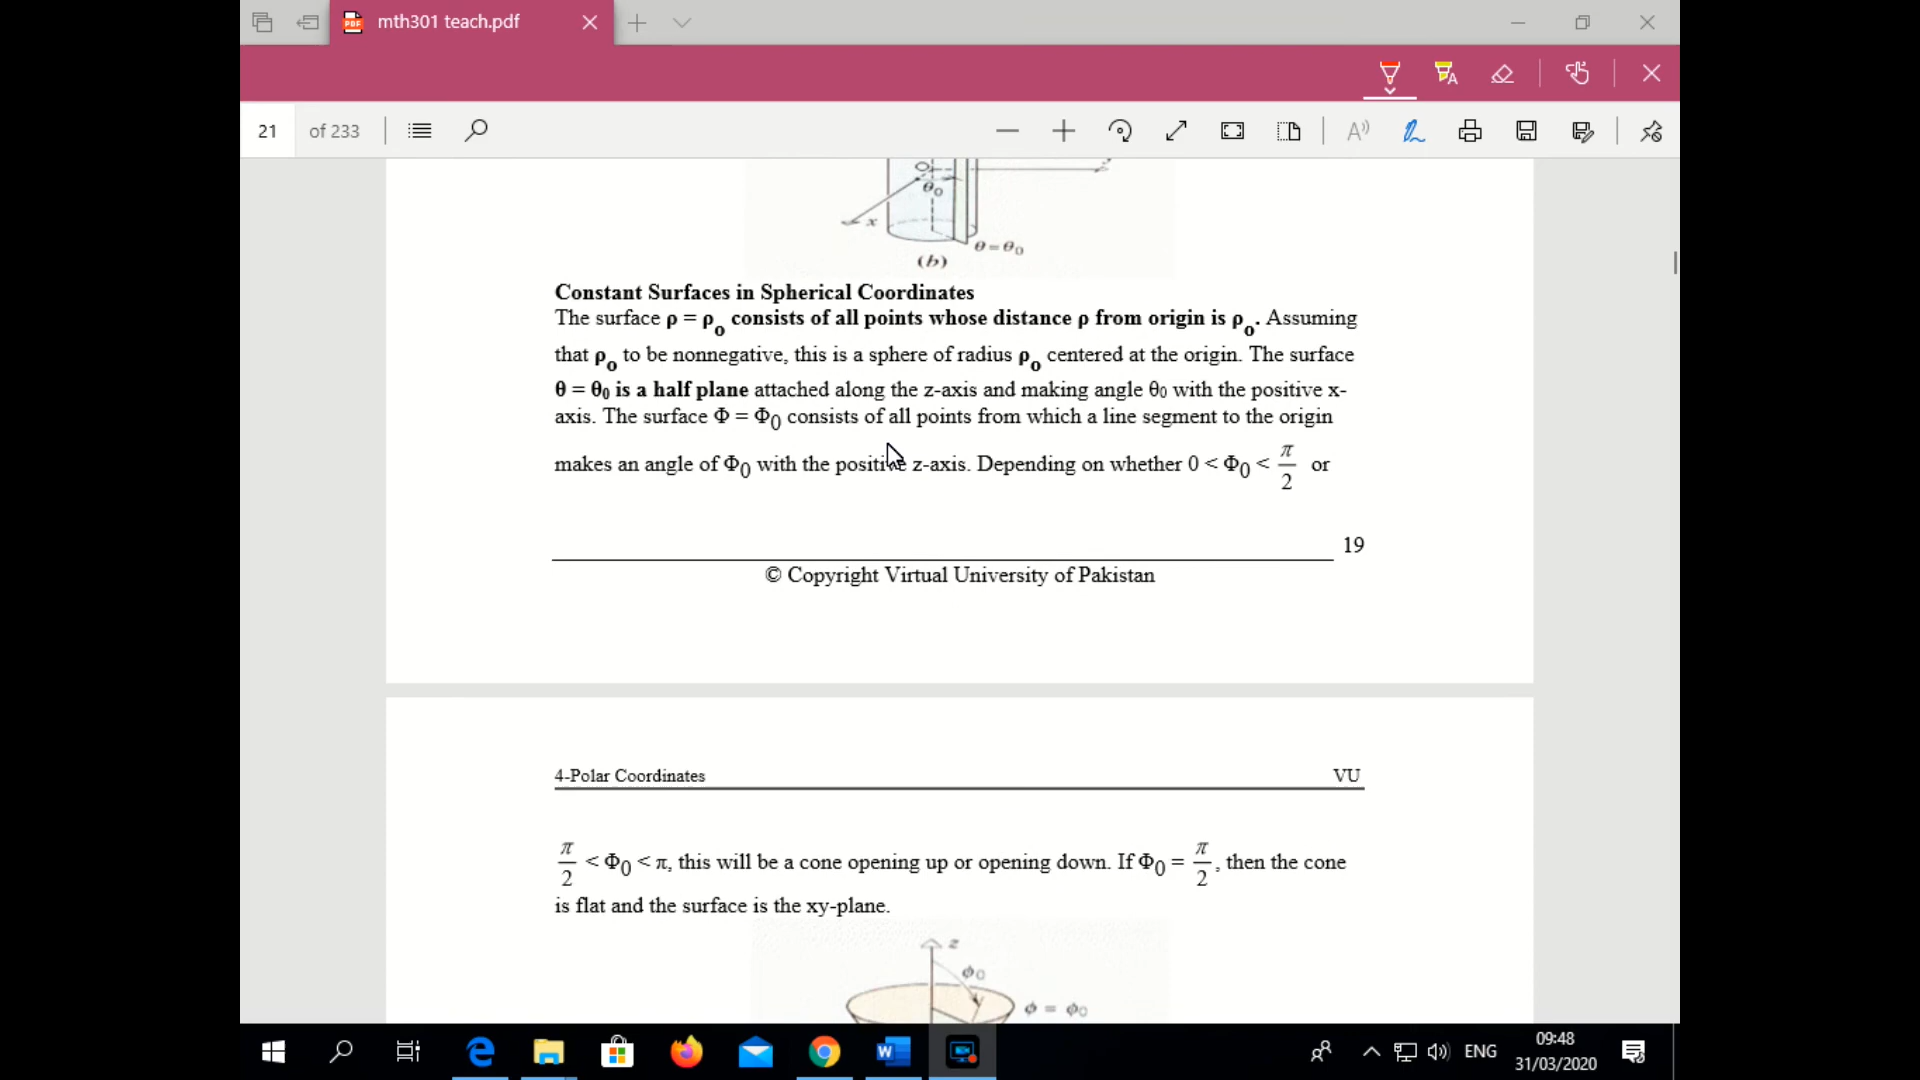 mth301 teach.pdf
21 of 233
θ₀
x
θ = θ₀
(b)
Constant Surfaces in Spherical Coordinates
The surface ρ = ρₒ consists of all points whose distance ρ from origin is ρₒ. Assuming
that ρₒ to be nonnegative, this is a sphere of radius ρₒ centered at the origin. The surface
θ = θ₀ is a half plane attached along the z-axis and making angle θ₀ with the positive x-
axis. The surface Φ = Φ₀ consists of all points from which a line segment to the origin
makes an angle of Φ₀ with the positive z-axis. Depending on whether 0 < Φ₀ < π/2 or
19
© Copyright Virtual University of Pakistan
4-Polar Coordinates VU
π/2 < Φ₀ < π, this will be a cone opening up or opening down. If Φ₀ = π/2, then the cone
is flat and the surface is the xy-plane.
z
ϕ₀
ϕ = ϕ₀
ENG
09:48
31/03/2020